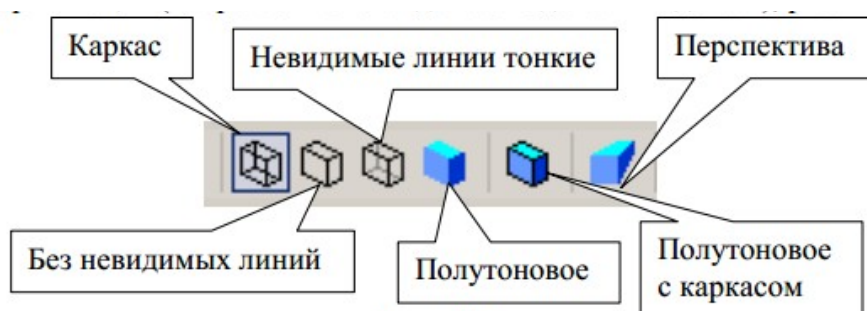 Каркас
Невидимые линии тонкие
Перспектива
Без невидимых линий
Полутоновое
Полутоновое
с каркасом